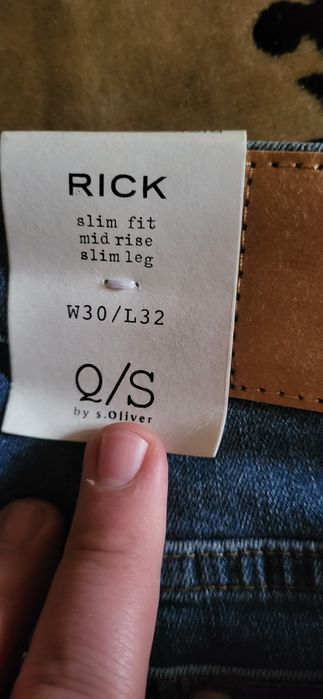 RICK
slim fit
mid rise
slim leg
W30/L32
Q/S
by s.Oliver